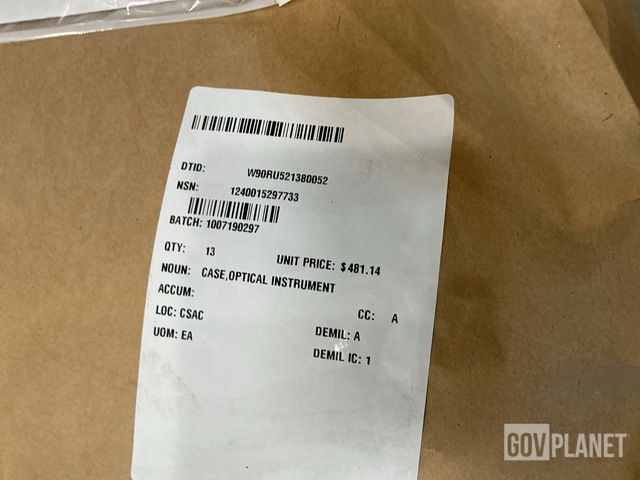 DTID: W90RU521380052
NSN: 1240015297733
BATCH: 1007190297
QTY: 13 UNIT PRICE: $481.14
NOUN: CASE,OPTICAL INSTRUMENT
ACCUM:
LOC: CSAC CC: A
UOM: EA DEMIL: A
DEMIL IC: 1
GOVPLANET